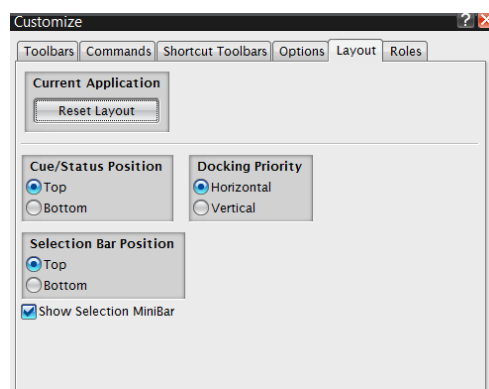 Customize
Toolbars Commands Shortcut Toolbars Options Layout Roles
Current Application
Reset Layout
Cue/Status Position Docking Priority
Top Horizontal
Bottom Vertical
Selection Bar Position
Top
Bottom
Show Selection MiniBar